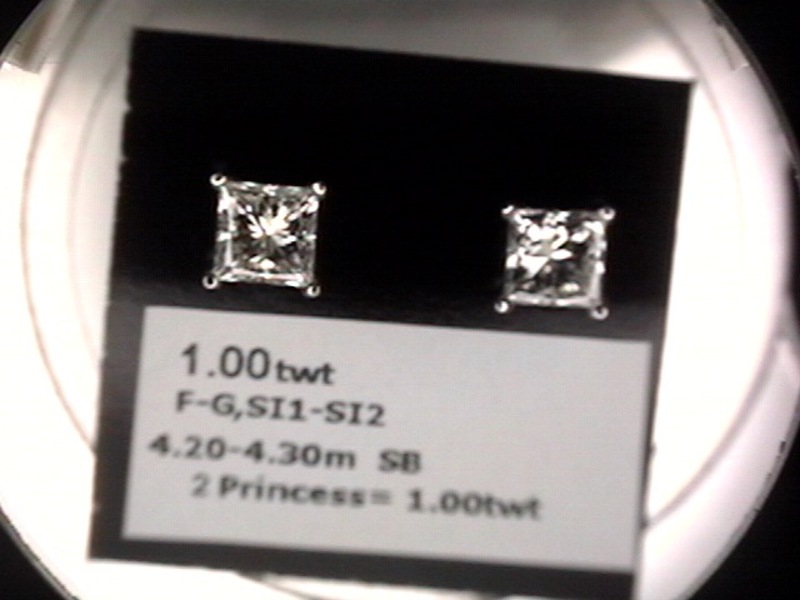 1.00twt
F-G,SI1-SI2
4.20-4.30m SB
2 Princess= 1.00twt